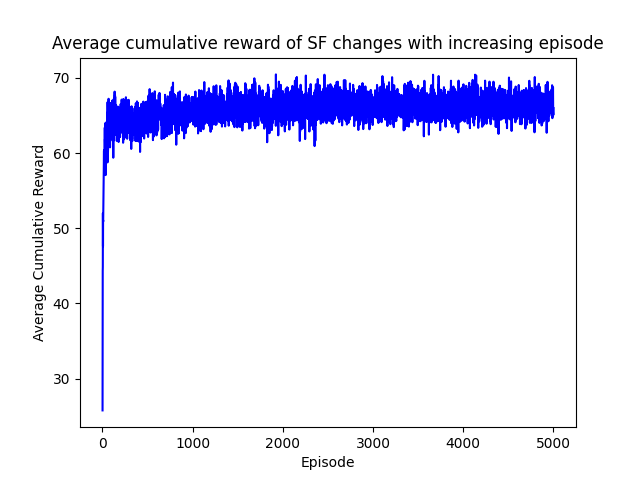 Average cumulative reward of SF changes with increasing episode
70
60
50
40
30
Average Cumulative Reward
0 1000 2000 3000 4000 5000
Episode